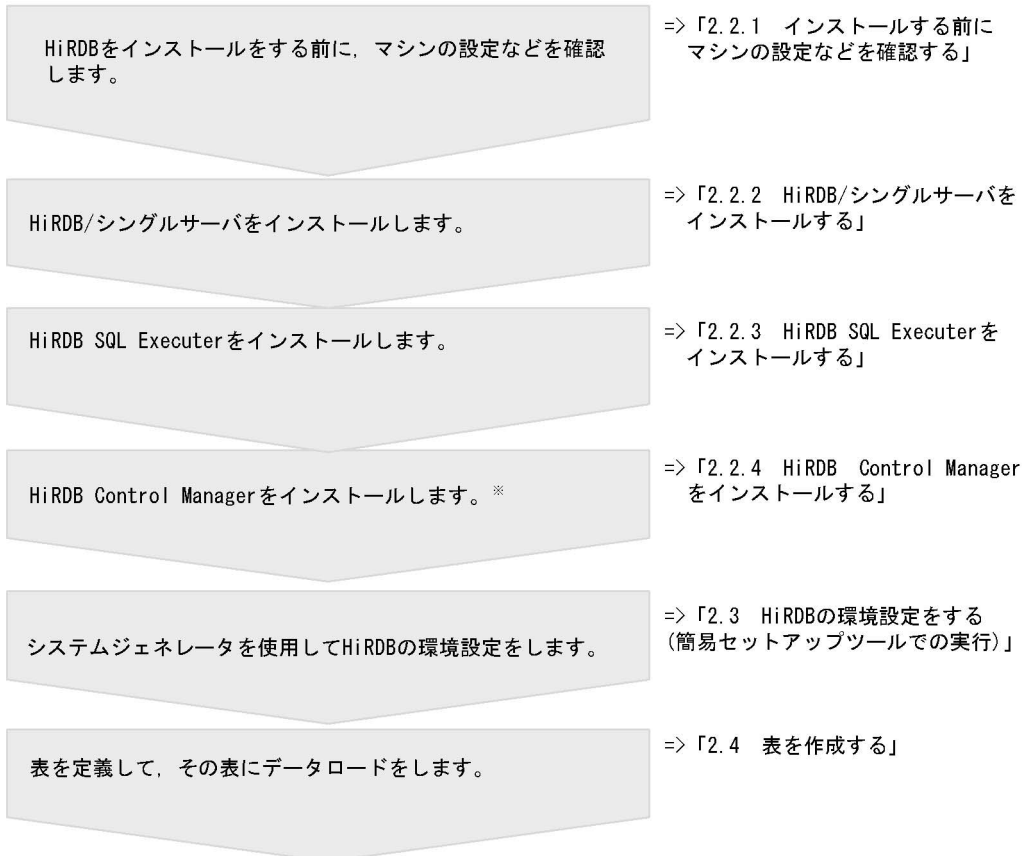 HiRDBをインストールをする前に，マシンの設定などを確認
します。
=>「2.2.1　インストールする前に
マシンの設定などを確認する」
HiRDB/シングルサーバをインストールします。
=>「2.2.2　HiRDB/シングルサーバを
インストールする」
HiRDB SQL Executerをインストールします。
=>「2.2.3　HiRDB SQL Executerを
インストールする」
HiRDB Control Managerをインストールします。※
=>「2.2.4　HiRDB　Control Manager
をインストールする」
システムジェネレータを使用してHiRDBの環境設定をします。
=>「2.3　HiRDBの環境設定をする
(簡易セットアップツールでの実行)」
表を定義して，その表にデータロードをします。
=>「2.4　表を作成する」